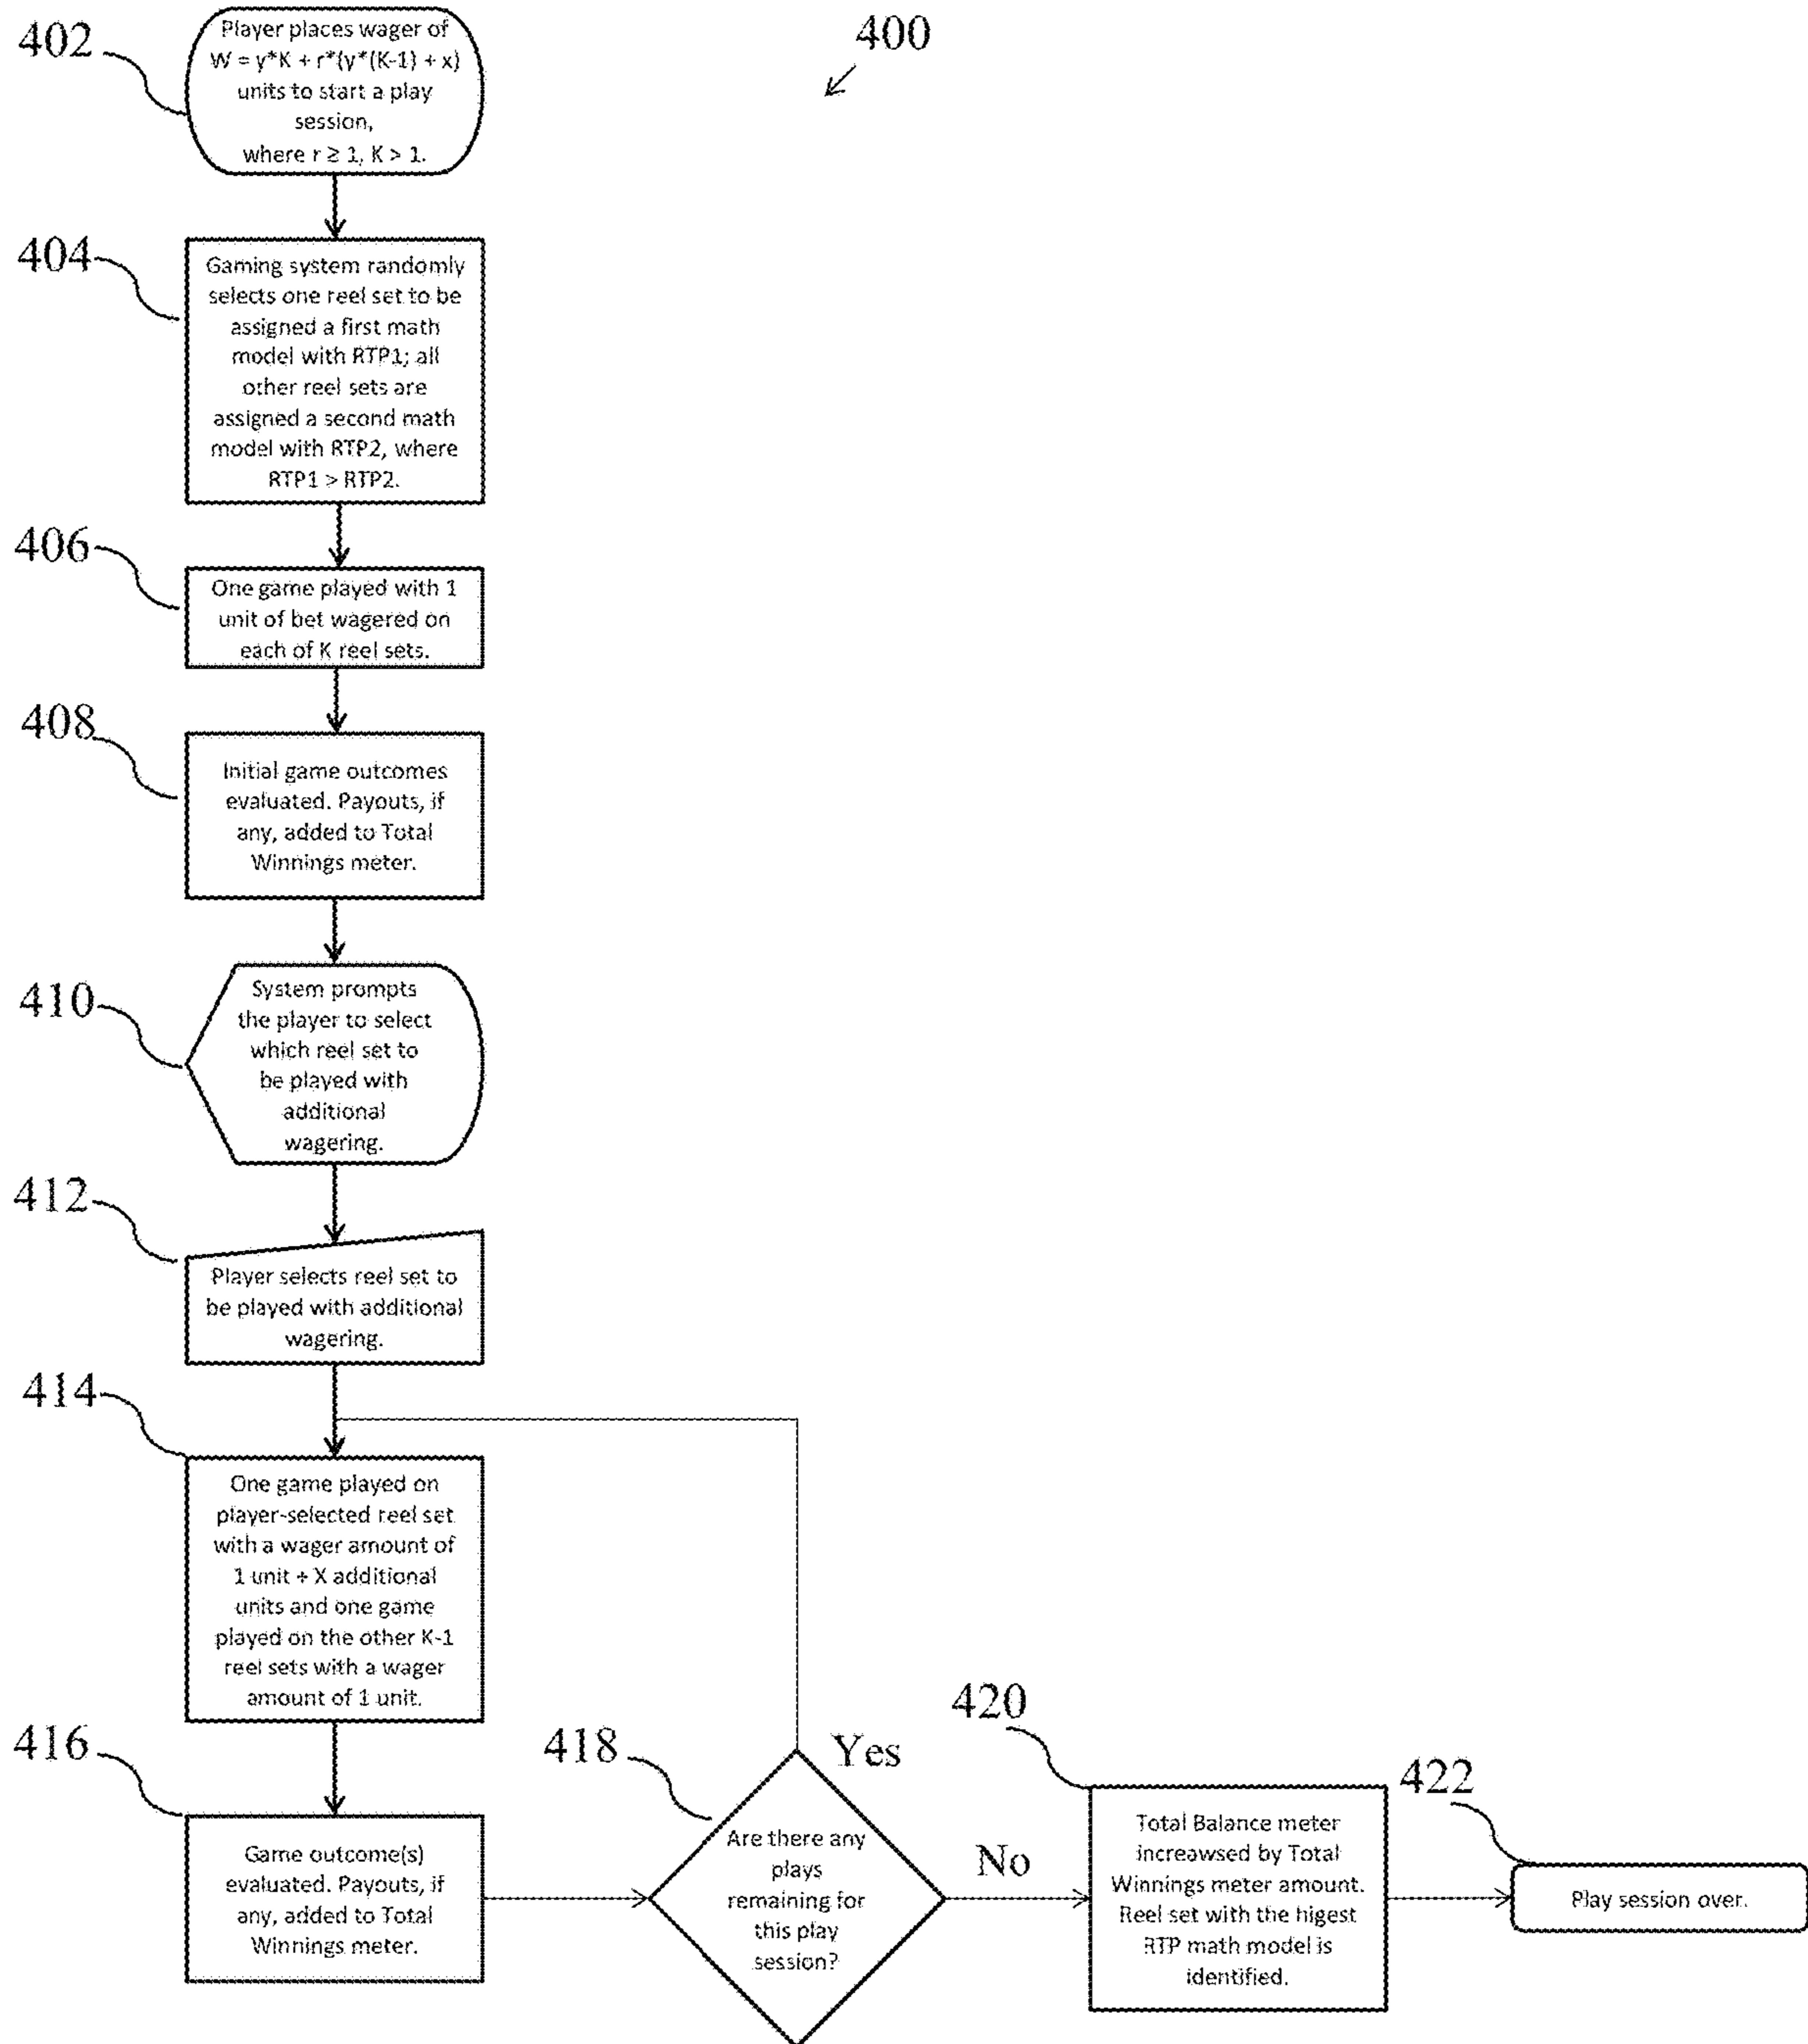 400
402
Player places wager of
W = y*K + r*(y*(K-1) + x)
units to start a play
session,
where r ≥ 1, K > 1.
404
Gaming system randomly
selects one reel set to be
assigned a first math
model with RTP1; all
other reel sets are
assigned a second math
model with RTP2, where
RTP1 > RTP2.
406
One game played with 1
unit of bet wagered on
each of K reel sets.
408
Initial game outcomes
evaluated. Payouts, if
any, added to Total
Winnings meter.
410
System prompts
the player to select
which reel set to
be played with
additional
wagering.
412
Player selects reel set to
be played with additional
wagering.
414
One game played on
player-selected reel set
with a wager amount of
1 unit + X additional
units and one game
played on the other K-1
reel sets with a wager
amount of 1 unit.
416
Game outcome(s)
evaluated. Payouts, if
any, added to Total
Winnings meter.
418
Are there any
plays
remaining for
this play
session?
Yes
No
420
Total Balance meter
increawsed by Total
Winnings meter amount.
Reel set with the higest
RTP math model is
identified.
422
Play session over.